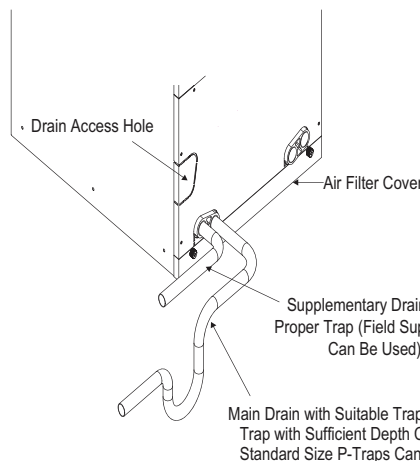 Drain Access Hole
Air Filter Cover
Supplementary Drain
Proper Trap (Field Sup
Can Be Used)
Main Drain with Suitable Trap
Trap with Sufficient Depth
Standard Size P-Traps Can